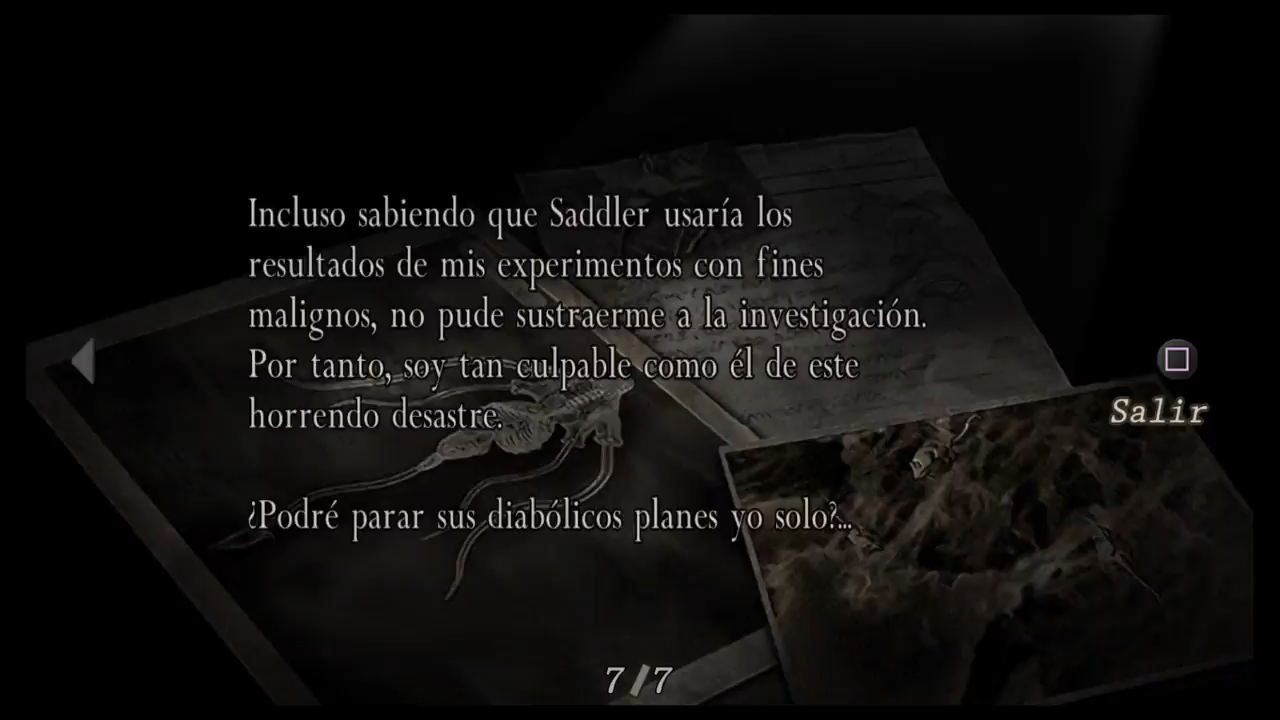 Incluso sabiendo que Saddler usaría los
resultados de mis experimentos con fines
malignos, no pude sustraerme a la investigación.
Por tanto, soy tan culpable como él de este
horrendo desastre.
¿Podré parar sus diabólicos planes yo solo?...
Salir
7/7